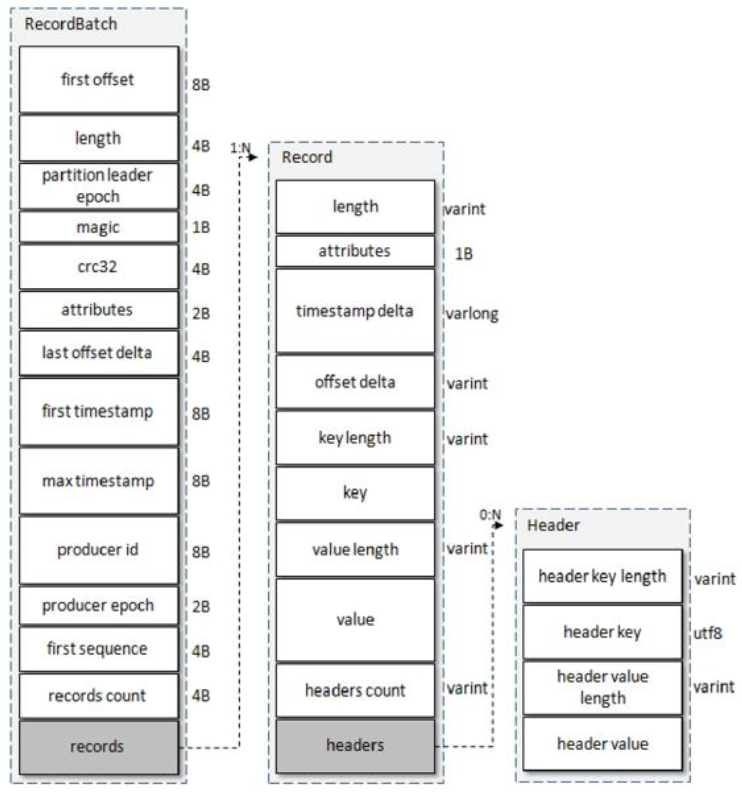 RecordBatch
first offset
8B
length
4B
partition leader
epoch
4B
magic
1B
crc32
4B
attributes
2B
last offset delta
4B
first timestamp
8B
max timestamp
8B
producer id
8B
producer epoch
2B
first sequence
4B
records count
4B
records
1:N
Record
length
varint
attributes
1B
timestamp delta
varlong
offset delta
varint
key length
varint
key
value length
varint
value
headers count
varint
headers
0:N
Header
header key length
varint
header key
utf8
header value
length
varint
header value